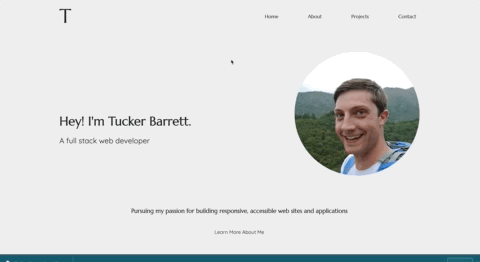 T
Home
About
Projects
Contact
Hey! I'm Tucker Barrett.
A full stack web developer
Pursuing my passion for building responsive, accessible web sites and applications
Learn More About Me